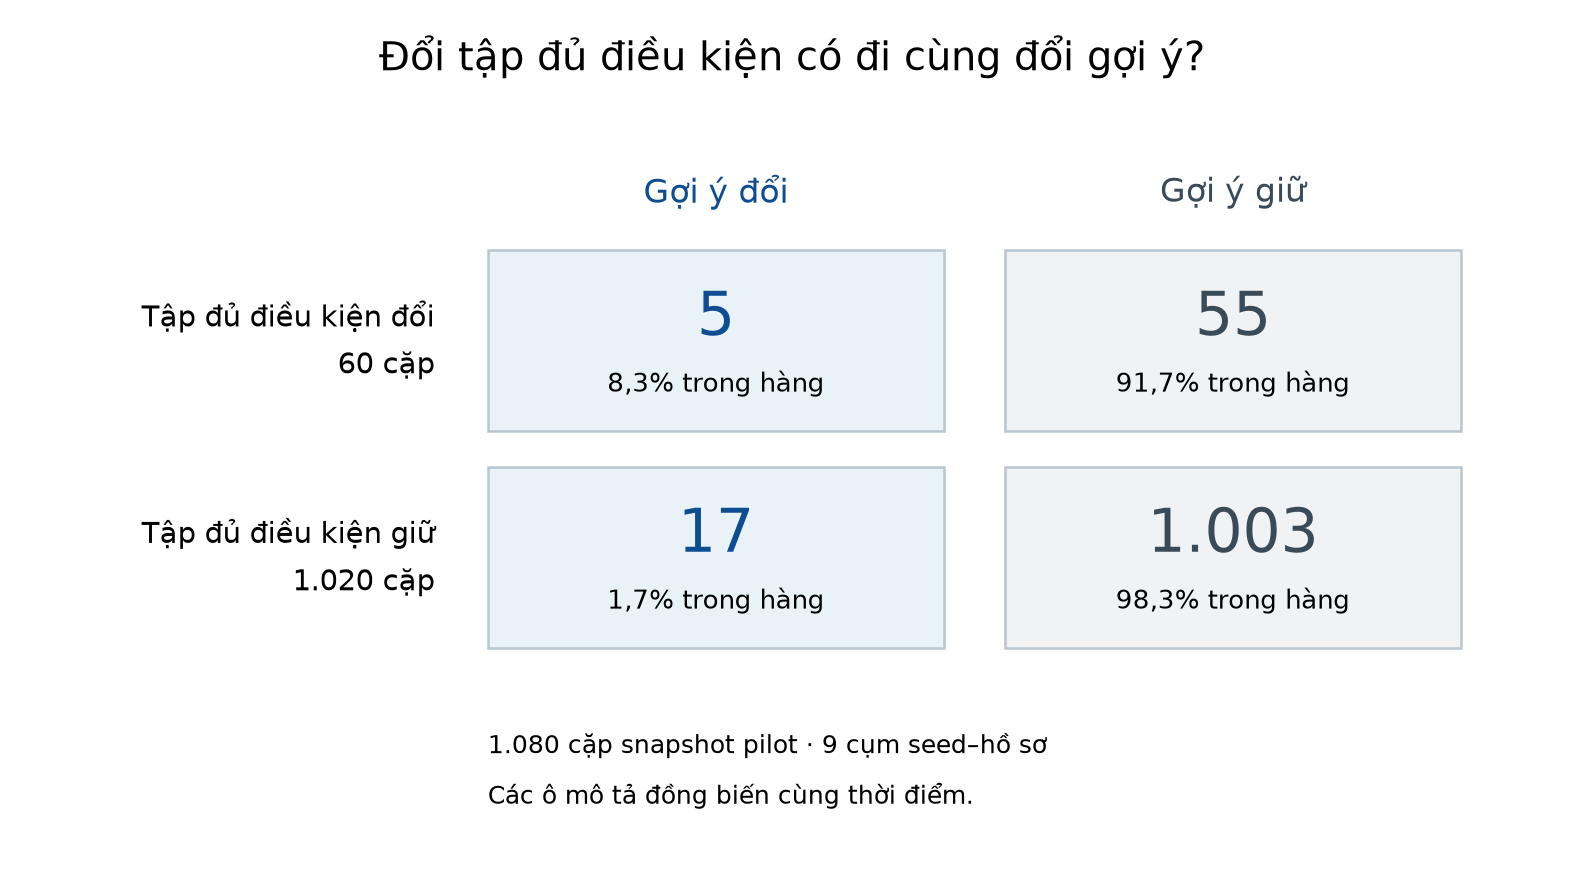 Đổi tập đủ điều kiện có đi cùng đổi gợi ý?
Gợi ý đổi
Gợi ý giữ
Tập đủ điều kiện đổi
60 cặp
5
8,3% trong hàng
55
91,7% trong hàng
Tập đủ điều kiện giữ
1.020 cặp
17
1,7% trong hàng
1.003
98,3% trong hàng
1.080 cặp snapshot pilot · 9 cụm seed–hồ sơ
Các ô mô tả đồng biến cùng thời điểm.